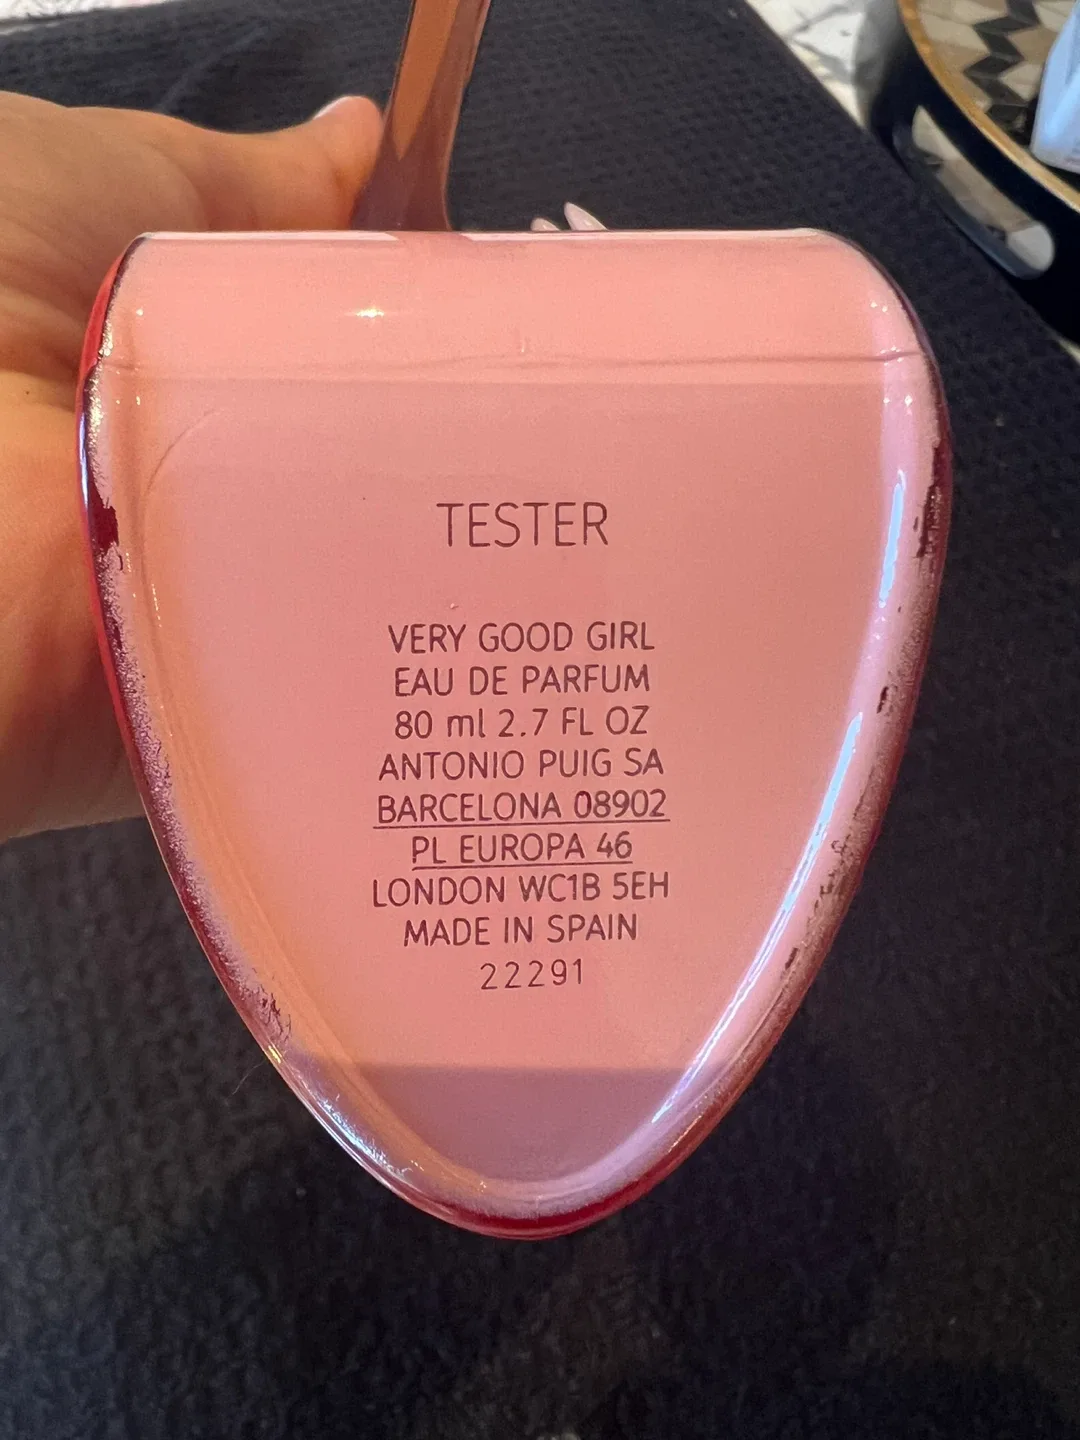 TESTER
VERY GOOD GIRL
EAU DE PARFUM
80 ml 2.7 FL OZ
ANTONIO PUIG SA
BARCELONA 08902
PL EUROPA 46
LONDON WC1B 5EH
MADE IN SPAIN
22291